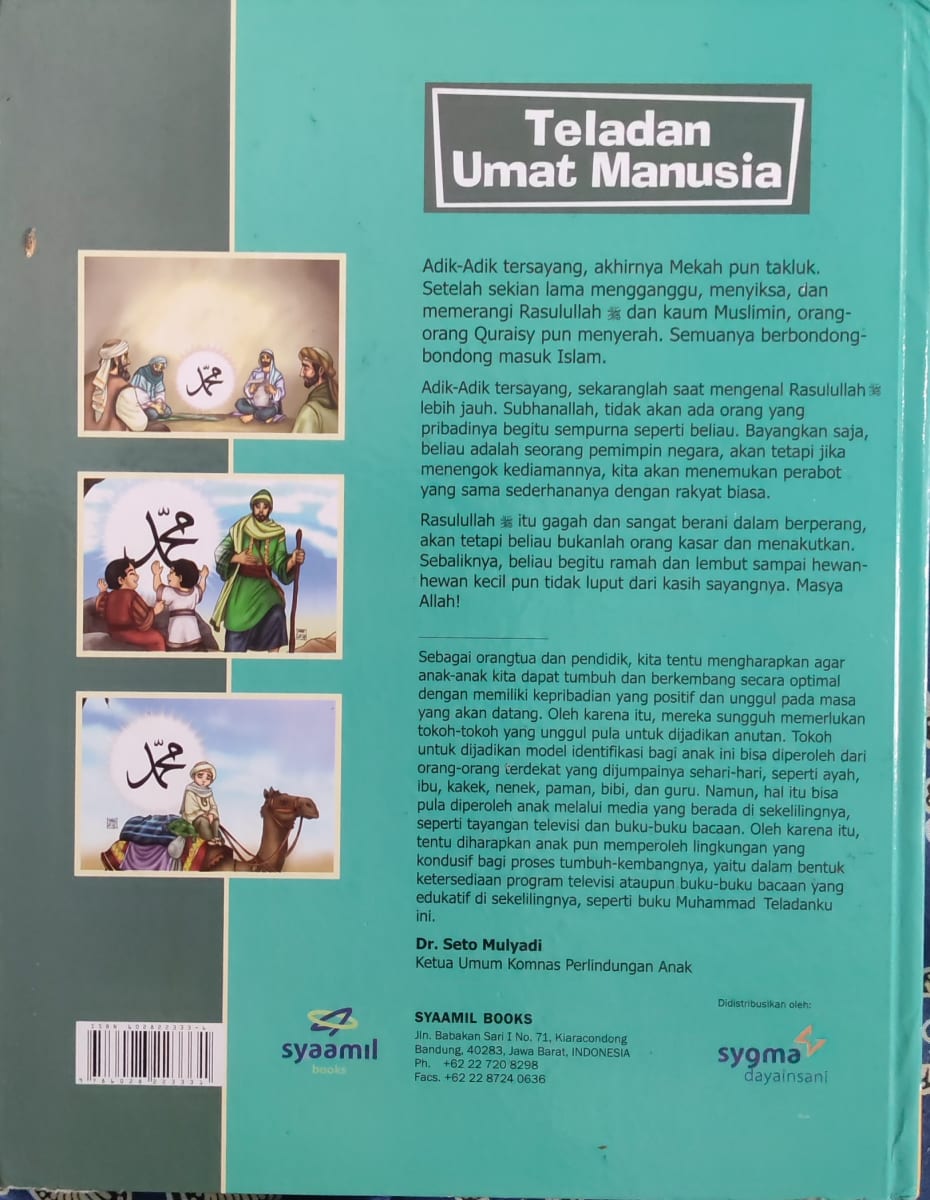 Teladan
Umat Manusia
Adik-Adik tersayang, akhirnya Mekah pun takluk.
Setelah sekian lama mengganggu, menyiksa, dan
memerangi Rasulullah ﷺ dan kaum Muslimin, orang-
orang Quraisy pun menyerah. Semuanya berbondong-
bondong masuk Islam.
Adik-Adik tersayang, sekaranglah saat mengenal Rasulullah ﷺ
lebih jauh. Subhanallah, tidak akan ada orang yang
pribadinya begitu sempurna seperti beliau. Bayangkan saja,
beliau adalah seorang pemimpin negara, akan tetapi jika
menengok kediamannya, kita akan menemukan perabot
yang sama sederhananya dengan rakyat biasa.
Rasulullah ﷺ itu gagah dan sangat berani dalam berperang,
akan tetapi beliau bukanlah orang kasar dan menakutkan.
Sebaliknya, beliau begitu ramah dan lembut sampai hewan-
hewan kecil pun tidak luput dari kasih sayangnya. Masya
Allah!
محمد
محمد
محمد
Sebagai orangtua dan pendidik, kita tentu mengharapkan agar
anak-anak kita dapat tumbuh dan berkembang secara optimal
dengan memiliki kepribadian yang positif dan unggul pada masa
yang akan datang. Oleh karena itu, mereka sungguh memerlukan
tokoh-tokoh yang unggul pula untuk dijadikan anutan. Tokoh
untuk dijadikan model identifikasi bagi anak ini bisa diperoleh dari
orang-orang terdekat yang dijumpainya sehari-hari, seperti ayah,
ibu, kakek, nenek, paman, bibi, dan guru. Namun, hal itu bisa
pula diperoleh anak melalui media yang berada di sekelilingnya,
seperti tayangan televisi dan buku-buku bacaan. Oleh karena itu,
tentu diharapkan anak pun memperoleh lingkungan yang
kondusif bagi proses tumbuh-kembangnya, yaitu dalam bentuk
ketersediaan program televisi ataupun buku-buku bacaan yang
edukatif di sekelilingnya, seperti buku Muhammad Teladanku
ini.
Dr. Seto Mulyadi
Ketua Umum Komnas Perlindungan Anak
ISBN 602822333-6
syaamil
books
SYAAMIL BOOKS
Jln. Babakan Sari I No. 71, Kiaracondong
Bandung, 40283, Jawa Barat, INDONESIA
Ph. +62 22 720 8298
Facs. +62 22 8724 0636
Didistribusikan oleh:
sygma
dayainsani